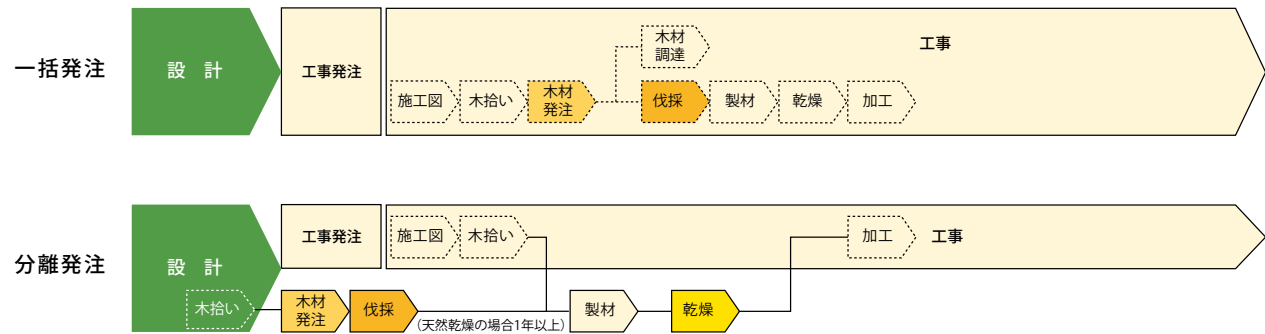 一括発注
設 計
工事発注
施工図
木拾い
木材
発注
木材
調達
伐採
製材
乾燥
加工
工事
分離発注
設 計
木拾い
工事発注
施工図
木拾い
加工
工事
木材
発注
伐採
(天然乾燥の場合1年以上)
製材
乾燥